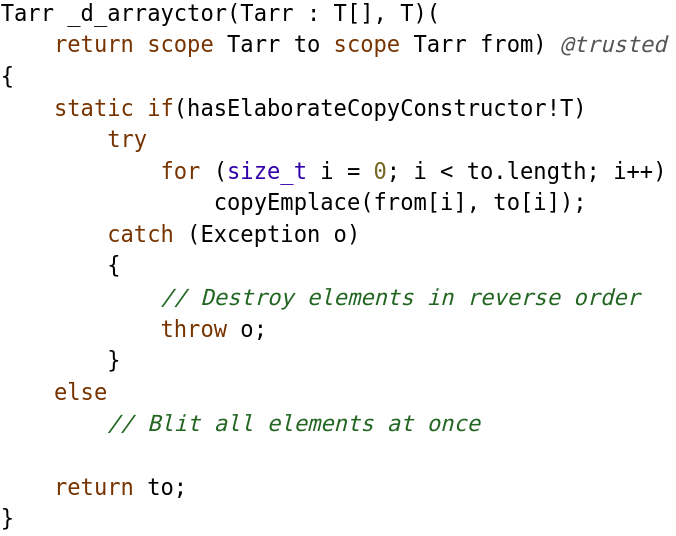 Tarr _d_arrayctor(Tarr : T[], T)(
    return scope Tarr to scope Tarr from) @trusted
{
    static if(hasElaborateCopyConstructor!T)
        try
            for (size_t i = 0; i < to.length; i++)
                copyEmplace(from[i], to[i]);
        catch (Exception o)
        {
            // Destroy elements in reverse order
            throw o;
        }
    else
        // Blit all elements at once

    return to;
}